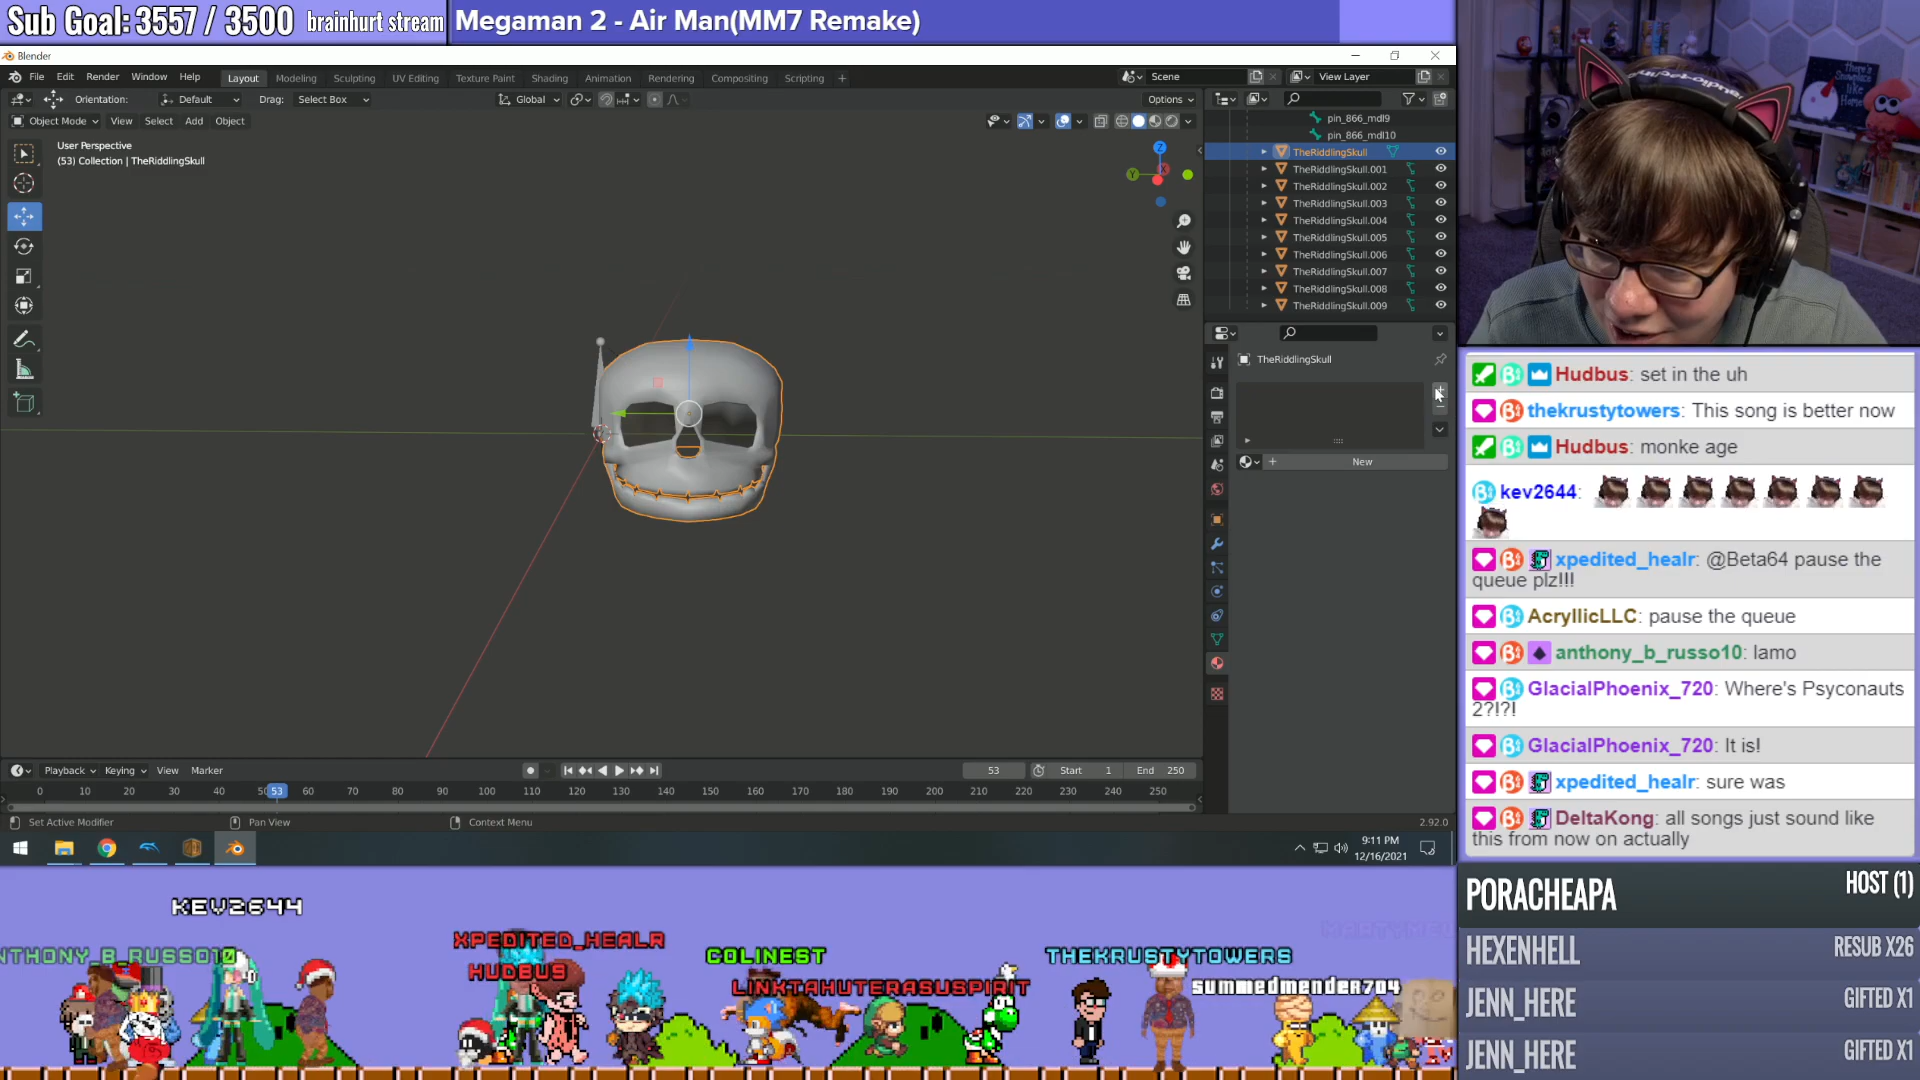 Sub Goal: 3557 / 3500 brainhurt stream
Megaman 2 - Air Man(MM7 Remake)
Blender
File Edit Render Window Help
Layout Modeling Sculpting UV Editing Texture Paint Shading Animation Rendering Compositing Scripting +
Scene
View Layer
Orientation: Default Drag: Select Box
Global
Options
Object Mode View Select Add Object
User Perspective
(53) Collection | TheRiddlingSkull
Z
Y
X
pin_866_mdl9
pin_866_mdl10
TheRiddlingSkull
TheRiddlingSkull.001
TheRiddlingSkull.002
TheRiddlingSkull.003
TheRiddlingSkull.004
TheRiddlingSkull.005
TheRiddlingSkull.006
TheRiddlingSkull.007
TheRiddlingSkull.008
TheRiddlingSkull.009
TheRiddlingSkull
New
Playback Keying View Marker
53 Start 1 End 250
0 10 20 30 40 50 53 60 70 80 90 100 110 120 130 140 150 160 170 180 190 200 210 220 230 240 250
Set Active Modifier Pan View Context Menu 2.92.0
9:11 PM
12/16/2021
There's
Snowplace
Like
Home
Hudbus: set in the uh
thekrustytowers: This song is better now
Hudbus: monke age
kev2644:
xpedited_healr: @Beta64 pause the
queue plz!!!
AcryllicLLC: pause the queue
anthony_b_russo10: lamo
GlacialPhoenix_720: Where's Psyconauts
2?!?!
GlacialPhoenix_720: It is!
xpedited_healr: sure was
DeltaKong: all songs just sound like
this from now on actually
PORACHEAPA HOST (1)
HEXENHELL RESUB X26
JENN_HERE GIFTED X1
JENN_HERE GIFTED X1
KEV2644
NTHONY_B_RUSSO10
XPEDITED_HEALR
HUDBUS
COLINEST
LINKTAHUTERASUSPIRIT
THEKRUSTYTOWERS
SUMMEDMENDER704